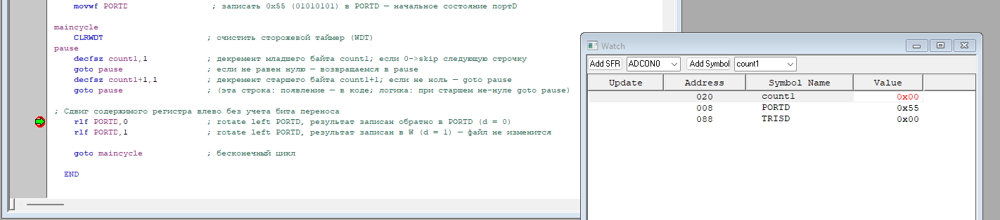 movwf PORTD ; записать 0x55 (01010101) в PORTD — начальное состояние портD
maincycle
CLRWDT ; очистить сторожевой таймер (WDT)
pause
decfsz count1,1 ; декремент младшего байта count1; если 0->skip следующую строчку
goto pause ; если не равен нулю — возвращаемся в pause
decfsz count1+1,1 ; декремент старшего байта count1+1; если не ноль — goto pause
goto pause ; (эта строка: появление — в коде; логика: при старшем не-нуле goto pause)
; Сдвиг содержимого регистра влево без учета бита переноса
rlf PORTD,0 ; rotate left PORTD, результат записан обратно в PORTD (d = 0)
rlf PORTD,1 ; rotate left PORTD, результат записан в W (d = 1) — файл не изменится
goto maincycle ; бесконечный цикл
END
Watch
Add SFR ADCON0 Add Symbol count1
Update Address Symbol Name Value
020 count1 0x00
008 PORTD 0x55
088 TRISD 0x00